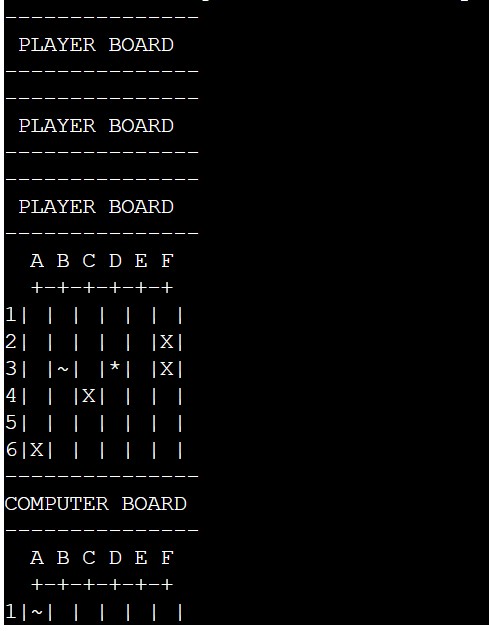 ---------------
 PLAYER BOARD
---------------
---------------
 PLAYER BOARD
---------------
---------------
 PLAYER BOARD
---------------
  A B C D E F
  +-+-+-+-+-+
1| | | | | | |
2| | | | | |X|
3| |~| |*| |X|
4| | |X| | | |
5| | | | | | |
6|X| | | | | |
---------------
COMPUTER BOARD
---------------
  A B C D E F
  +-+-+-+-+-+
1|~| | | | | |